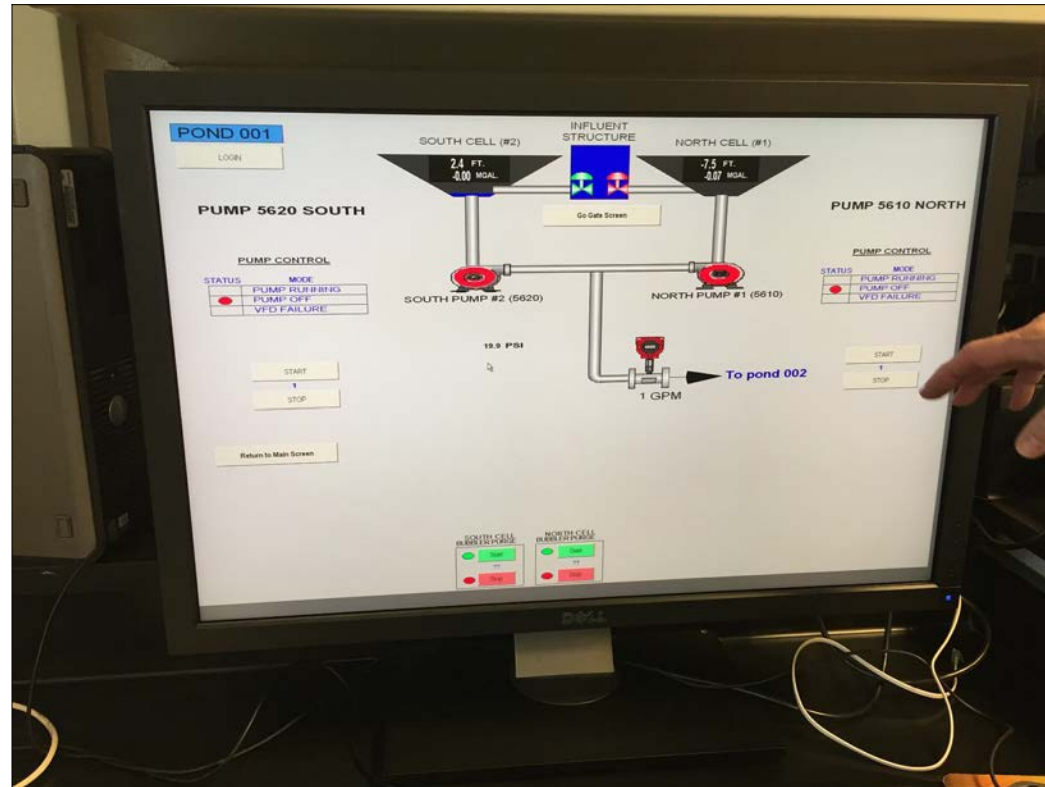 POND 001
LOGIN
PUMP 5620 SOUTH
PUMP CONTROL
STATUS MODE
PUMP RUNNING
PUMP OFF
VFD FAILURE
START
1
STOP
Return to Main Screen
SOUTH CELL (#2)
2.4 FT.
-0.00 MGAL.
INFLUENT
STRUCTURE
Go Gate Screen
NORTH CELL (#1)
-7.5 FT.
-0.07 MGAL.
SOUTH PUMP #2 (5620)
NORTH PUMP #1 (5610)
19.9 PSI
To pond 002
1 GPM
PUMP 5610 NORTH
PUMP CONTROL
STATUS MODE
PUMP RUNNING
PUMP OFF
VFD FAILURE
START
1
STOP
SOUTH CELL
BUBBLER PURGE
Start
Stop
NORTH CELL
BUBBLER PURGE
Start
Stop
DELL